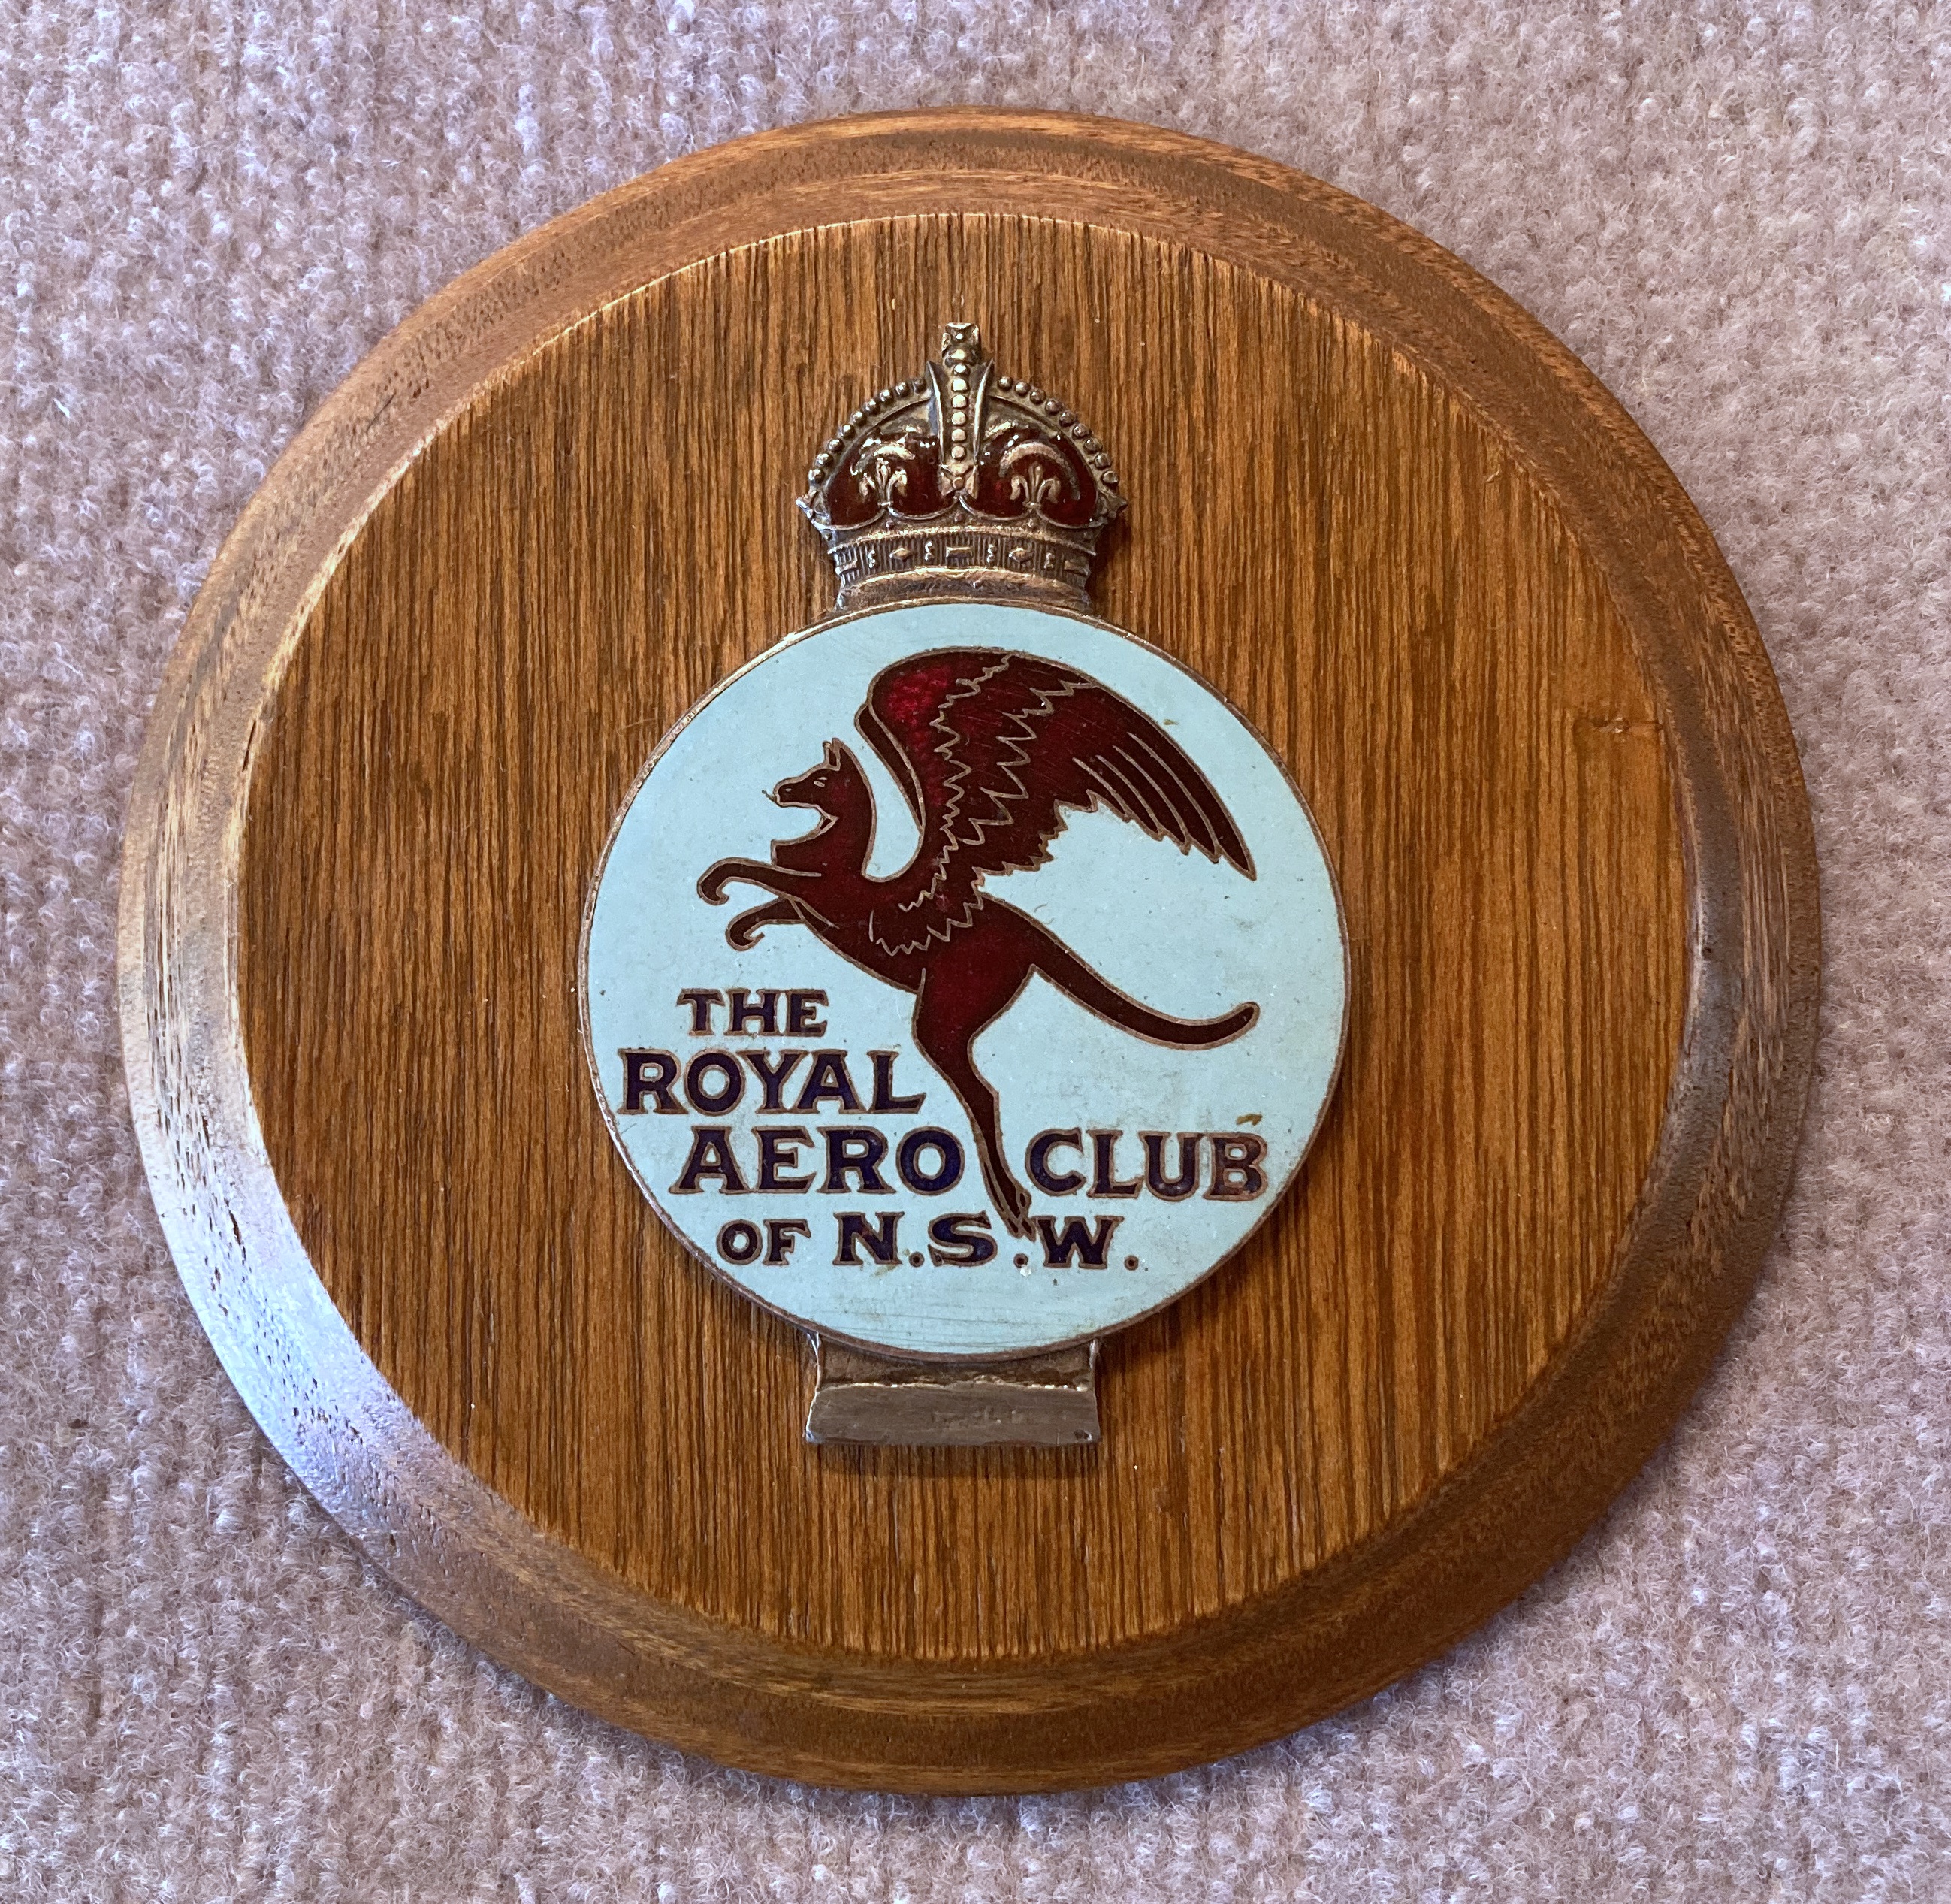 THE
ROYAL
AERO CLUB
OF N.S.W.